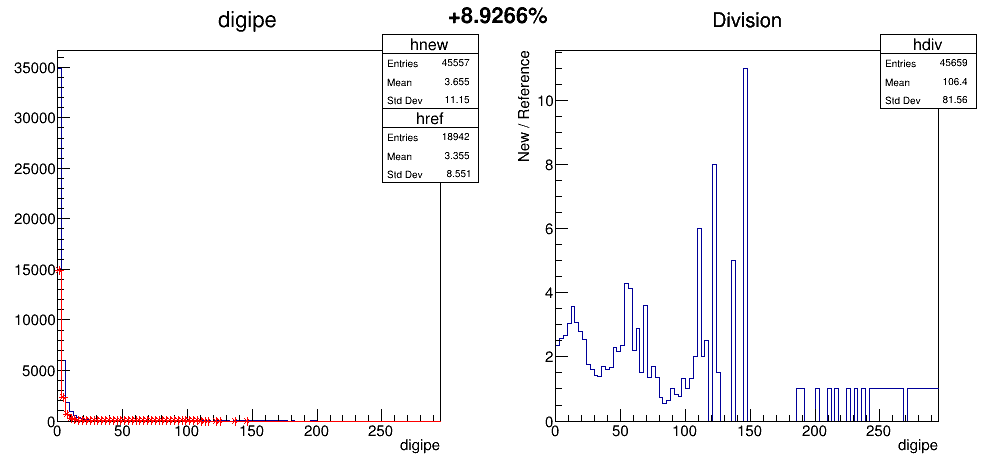 +8.9266%
digipe
hnew
Entries 45557
Mean 3.655
Std Dev 11.15
href
Entries 18942
Mean 3.355
Std Dev 8.551
35000
30000
25000
20000
15000
10000
5000
0
0 50 100 150 200 250
digipe
Division
hdiv
Entries 45659
Mean 106.4
Std Dev 81.56
New / Reference
10
8
6
4
2
0
0 50 100 150 200 250
digipe